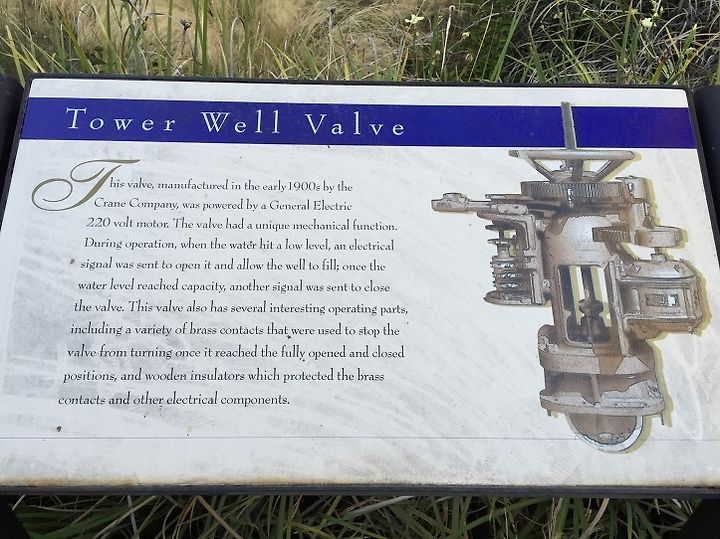 Tower Well Valve
This valve, manufactured in the early 1900s by the
Crane Company, was powered by a General Electric
220 volt motor. The valve had a unique mechanical function.
During operation, when the water hit a low level, an electrical
signal was sent to open it and allow the well to fill; once the
water level reached capacity, another signal was sent to close
the valve. This valve also has several interesting operating parts,
including a variety of brass contacts that were used to stop the
valve from turning once it reached the fully opened and closed
positions, and wooden insulators which protected the brass
contacts and other electrical components.